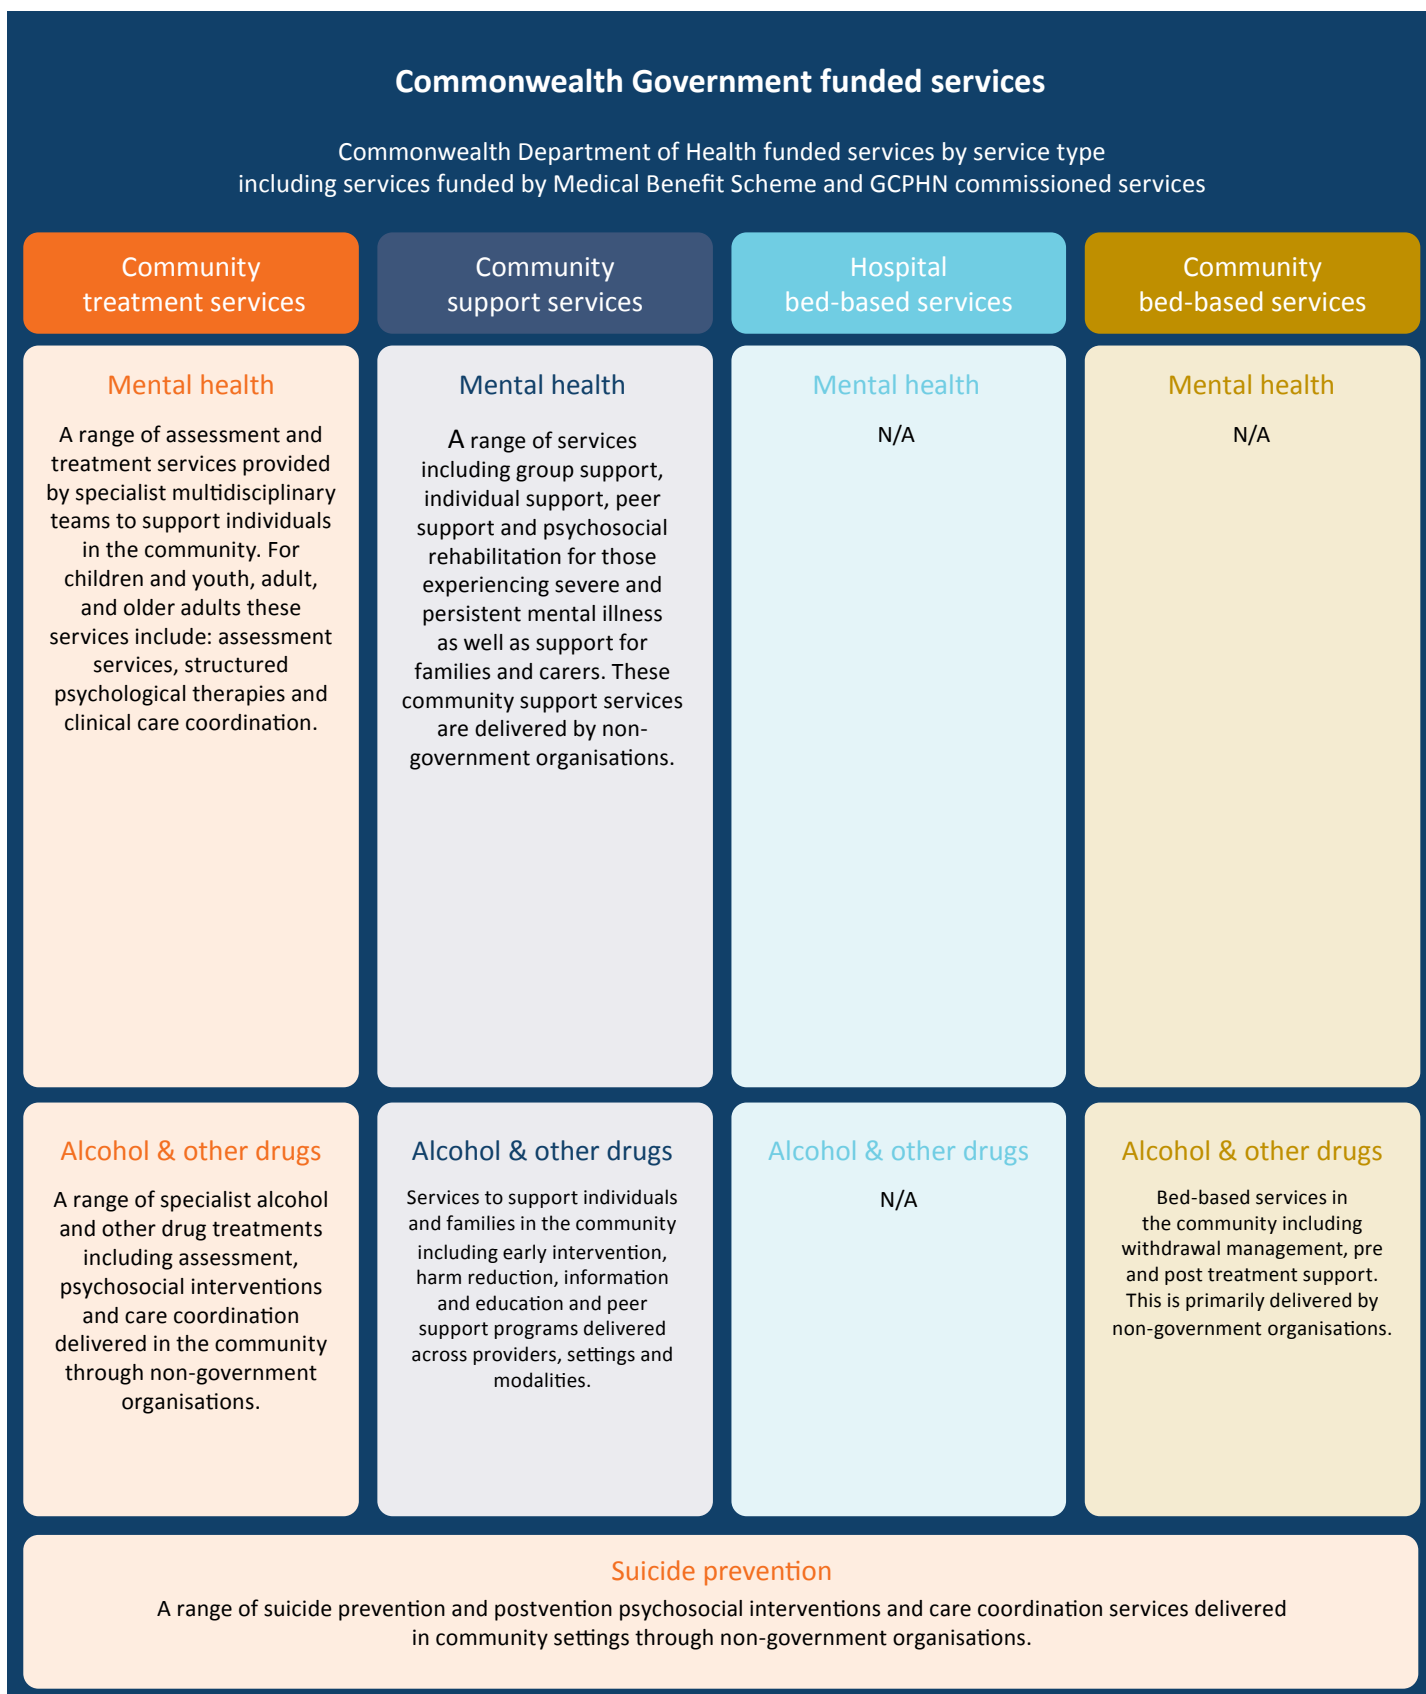 Commonwealth Government funded services
Commonwealth Department of Health funded services by service type
including services funded by Medical Benefit Scheme and GCPHN commissioned services
Community
treatment services
Community
support services
Hospital
bed-based services
Community
bed-based services
Mental health
A range of assessment and
treatment services provided
by specialist multidisciplinary
teams to support individuals
in the community. For
children and youth, adult,
and older adults these
services include: assessment
services, structured
psychological therapies and
clinical care coordination.
Mental health
A range of services
including group support,
individual support, peer
support and psychosocial
rehabilitation for those
experiencing severe and
persistent mental illness
as well as support for
families and carers. These
community support services
are delivered by non-
government organisations.
Mental health
N/A
Mental health
N/A
Alcohol & other drugs
A range of specialist alcohol
and other drug treatments
including assessment,
psychosocial interventions
and care coordination
delivered in the community
through non-government
organisations.
Alcohol & other drugs
Services to support individuals
and families in the community
including early intervention,
harm reduction, information
and education and peer
support programs delivered
across providers, settings and
modalities.
Alcohol & other drugs
N/A
Alcohol & other drugs
Bed-based services in
the community including
withdrawal management, pre
and post treatment support.
This is primarily delivered by
non-government organisations.
Suicide prevention
A range of suicide prevention and postvention psychosocial interventions and care coordination services delivered
in community settings through non-government organisations.